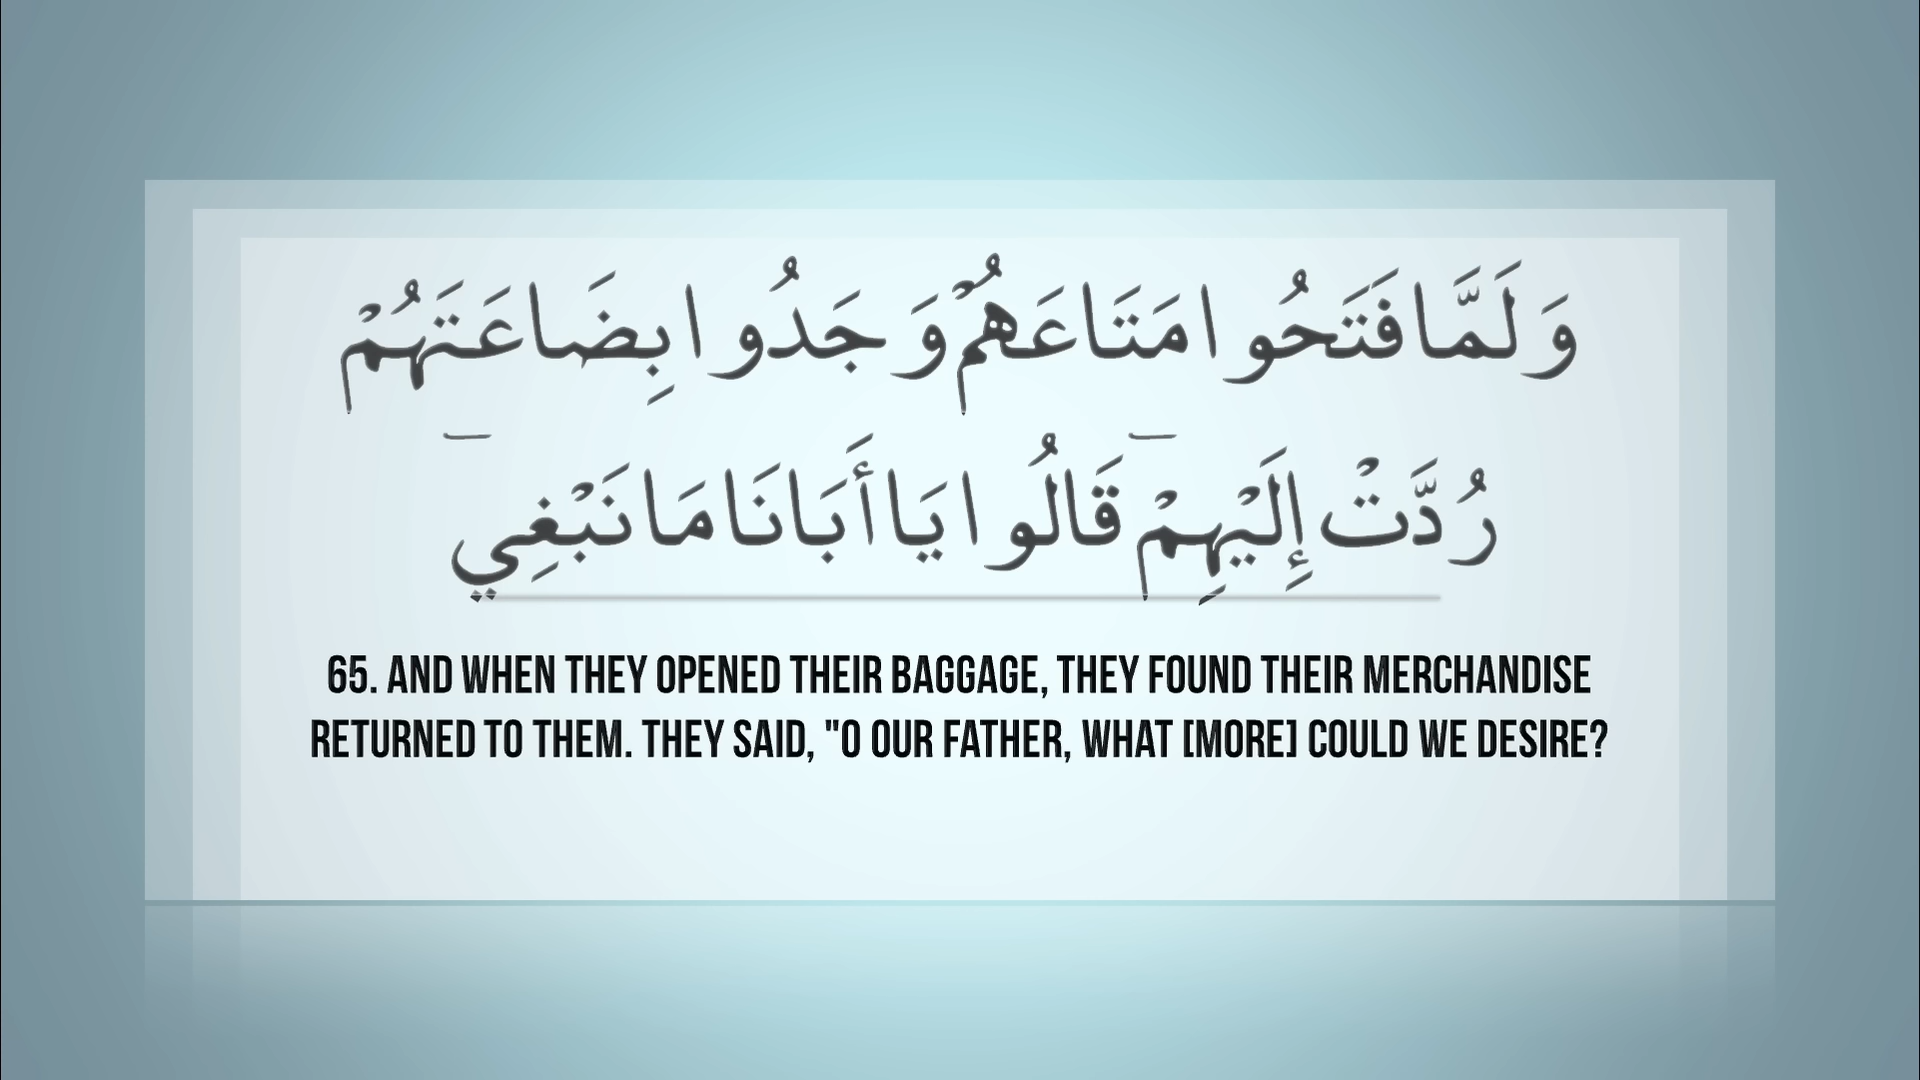 وَلَمَّا فَتَحُوا مَتَاعَهُمْ وَجَدُوا بِضَاعَتَهُمْ
رُدَّتْ إِلَيْهِمْ قَالُوا يَا أَبَانَا مَا نَبْغِي
65. AND WHEN THEY OPENED THEIR BAGGAGE, THEY FOUND THEIR MERCHANDISE
RETURNED TO THEM. THEY SAID, "O OUR FATHER, WHAT [MORE] COULD WE DESIRE?